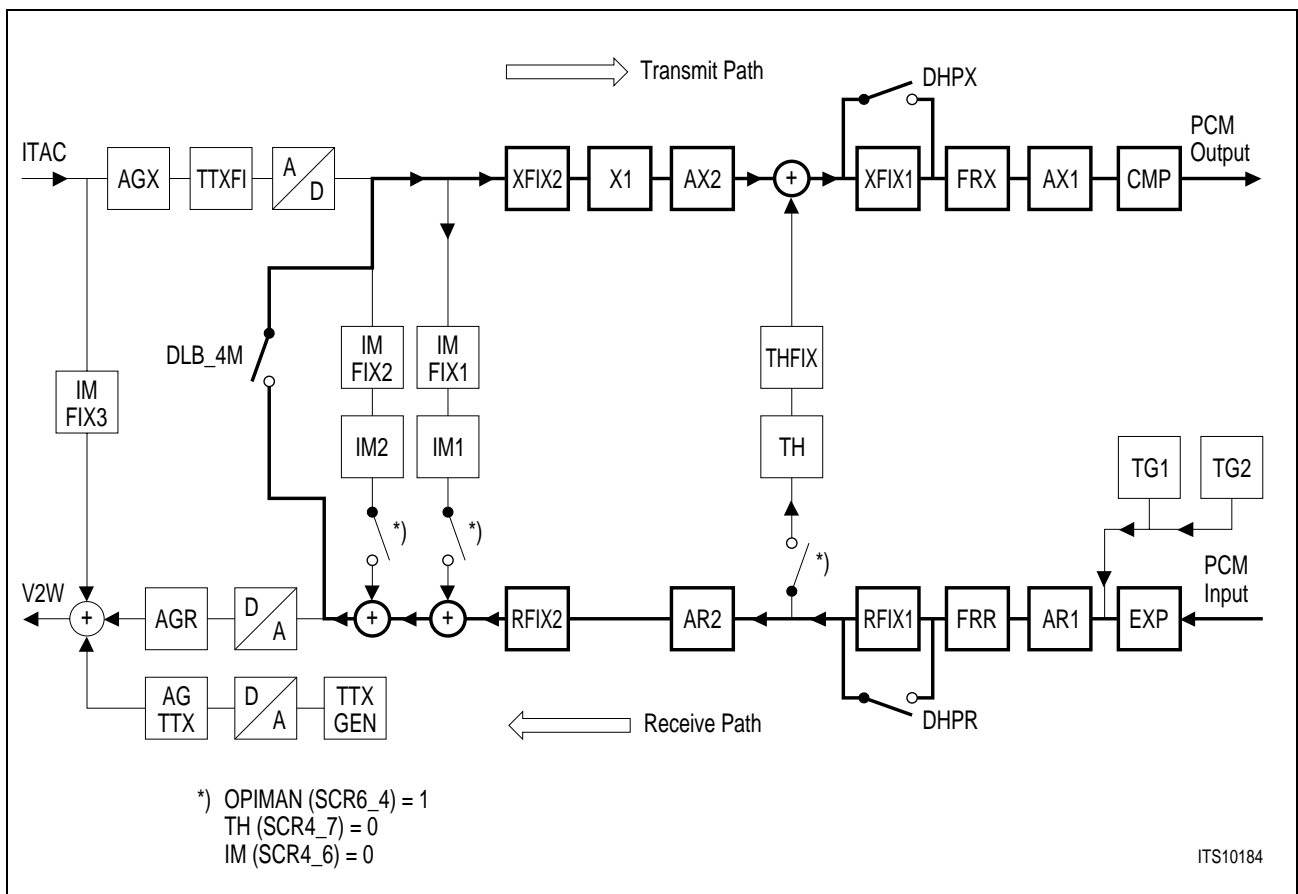 Transmit Path
DHPX
PCM
Output
ITAC
AGX
TTXFI
A
D
XFIX2
X1
AX2
+
XFIX1
FRX
AX1
CMP
DLB_4M
IM
FIX3
IM
FIX2
IM
FIX1
IM2
IM1
*)
*)
THFIX
TH
*)
TG1
TG2
PCM
Input
V2W
+
AGR
D
A
+
+
RFIX2
AR2
RFIX1
FRR
AR1
EXP
AG
TTX
D
A
TTX
GEN
Receive Path
DHPR
*) OPIMAN (SCR6_4) = 1
TH (SCR4_7) = 0
IM (SCR4_6) = 0
ITS10184